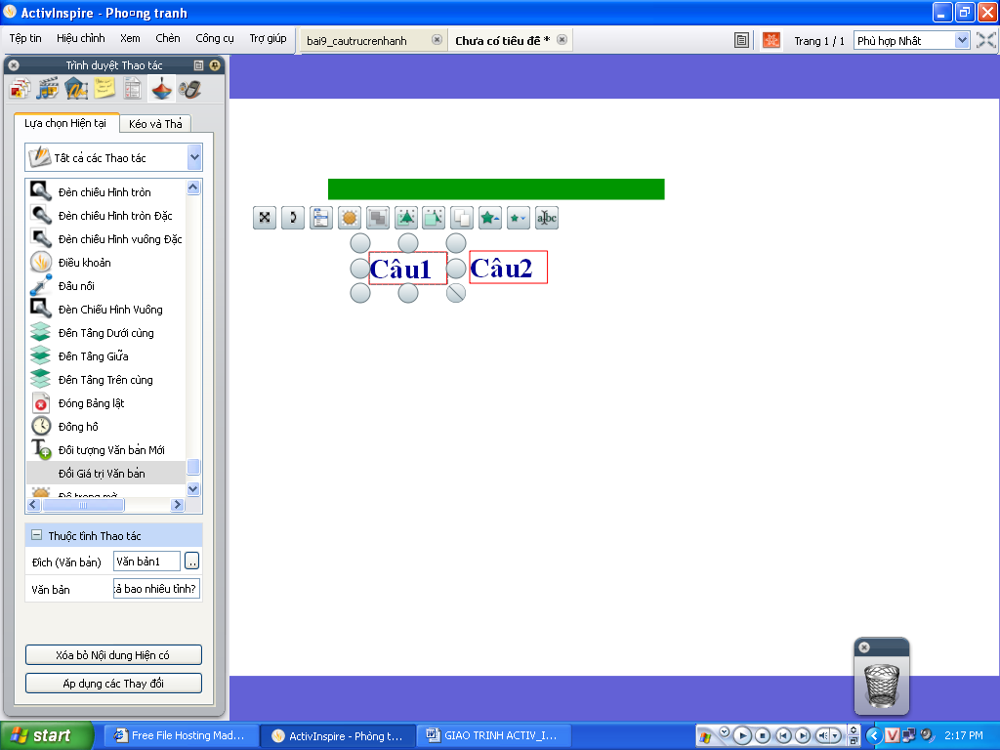 ActivInspire - Phoøng tranh
Tệp tin Hiệu chỉnh Xem Chèn Công cụ Trợ giúp
bai9_cautrucrenhanh
Chưa có tiêu đề *
Trang 1 / 1
Phù hợp Nhất
Trình duyệt Thao tác
Lựa chọn Hiện tại
Kéo và Thả
Tất cả các Thao tác
Đèn chiếu Hình tròn
Đèn chiếu Hình tròn Đặc
Đèn chiếu Hình vuông Đặc
Điều khoản
Đầu nối
Đèn Chiếu Hình Vuông
Đến Tầng Dưới cùng
Đến Tầng Giữa
Đến Tầng Trên cùng
Đóng Bảng lật
Đồng hồ
Đối tượng Văn bản Mới
Đổi Giá trị Văn bản
Độ trong mờ
Thuộc tính Thao tác
Đích (Văn bản)
Văn bản1
..
Văn bản
cả bao nhiêu tỉnh?
Xóa bỏ Nội dung Hiện có
Áp dụng các Thay đổi
abc
Câu1
Câu2
start
Free File Hosting Mad...
ActivInspire - Phòng t...
GIAO TRINH ACTIV_I...
V
2:17 PM